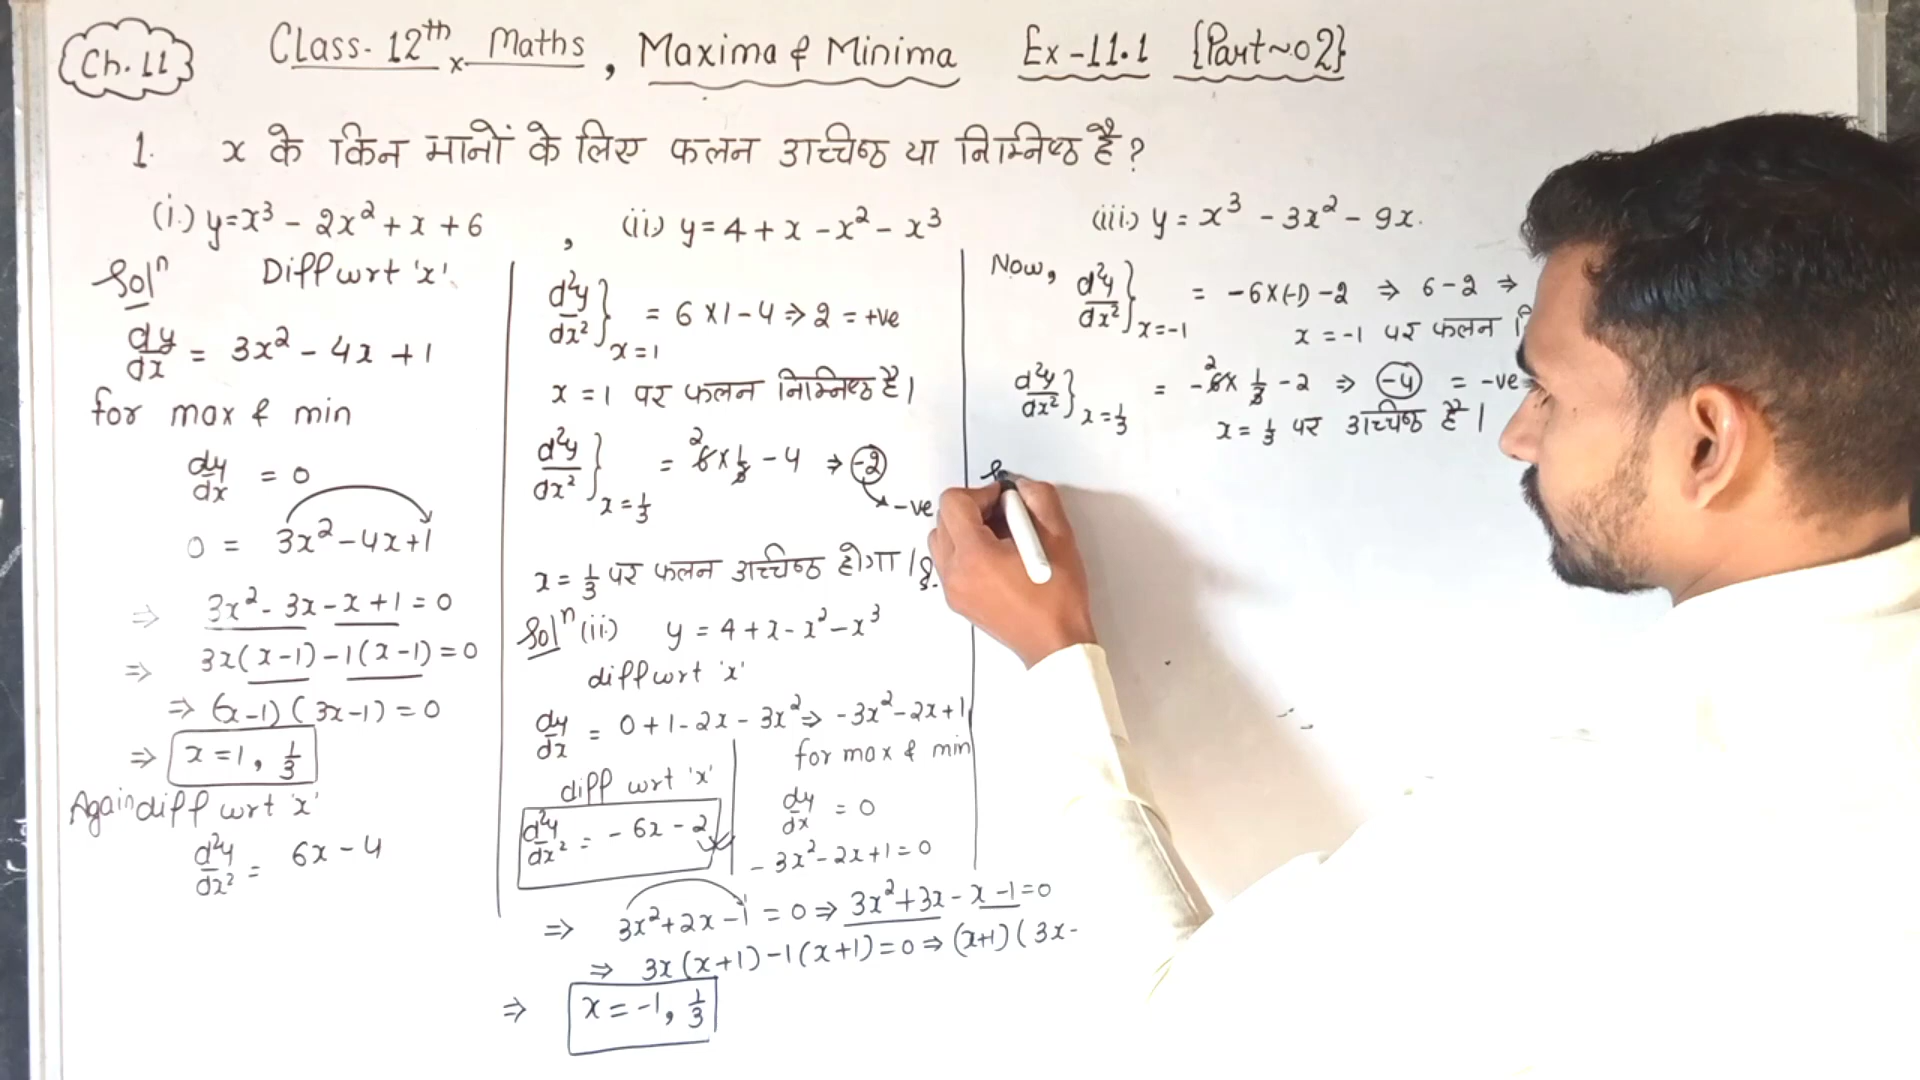 Ch. 11
Class-12th Maths, Maxima & Minima Ex-11.1 {Part~02}
1. x के किन मानों के लिए फलन उच्चिष्ठ या निम्निष्ठ है ?
(i.) y=x³ - 2x² + x + 6 , (ii) y=4+x-x²-x³ (iii.) y = x³ - 3x² - 9x.
Solⁿ Diff wrt 'x'.
dy/dx = 3x² - 4x + 1
for max & min
dy/dx = 0
0 = 3x² - 4x + 1
⇒ 3x² - 3x - x + 1 = 0
⇒ 3x(x-1) - 1(x-1) = 0
⇒ (x-1)(3x-1) = 0
⇒ x = 1, 1/3
Again diff wrt 'x'
d²y/dx² = 6x - 4
d²y/dx²}x=1 = 6×1-4 ⇒ 2 = +ve
x = 1 पर फलन निम्निष्ठ है।
d²y/dx²}x=1/3 = 6×1/3 - 4 ⇒ -2
2
-ve
x = 1/3 पर फलन उच्चिष्ठ होगा।
Solⁿ (ii.) y = 4+x-x²-x³
diff wrt 'x'
dy/dx = 0+1-2x-3x² ⇒ -3x²-2x+1
diff wrt 'x'
d²y/dx² = -6x-2
for max & min
dy/dx = 0
-3x²-2x+1=0
⇒ 3x²+2x-1 = 0 ⇒ 3x²+3x-x-1=0
⇒ 3x(x+1)-1(x+1)=0 ⇒ (x+1)(3x-
⇒ x = -1, 1/3
Now, d²y/dx²}x=-1 = -6×(-1)-2 ⇒ 6-2 ⇒
x = -1 पर फलन
d²y/dx²}x=1/3 = -6×1/3-2 ⇒ -4 = -ve
2
x = 1/3 पर उच्चिष्ठ है।